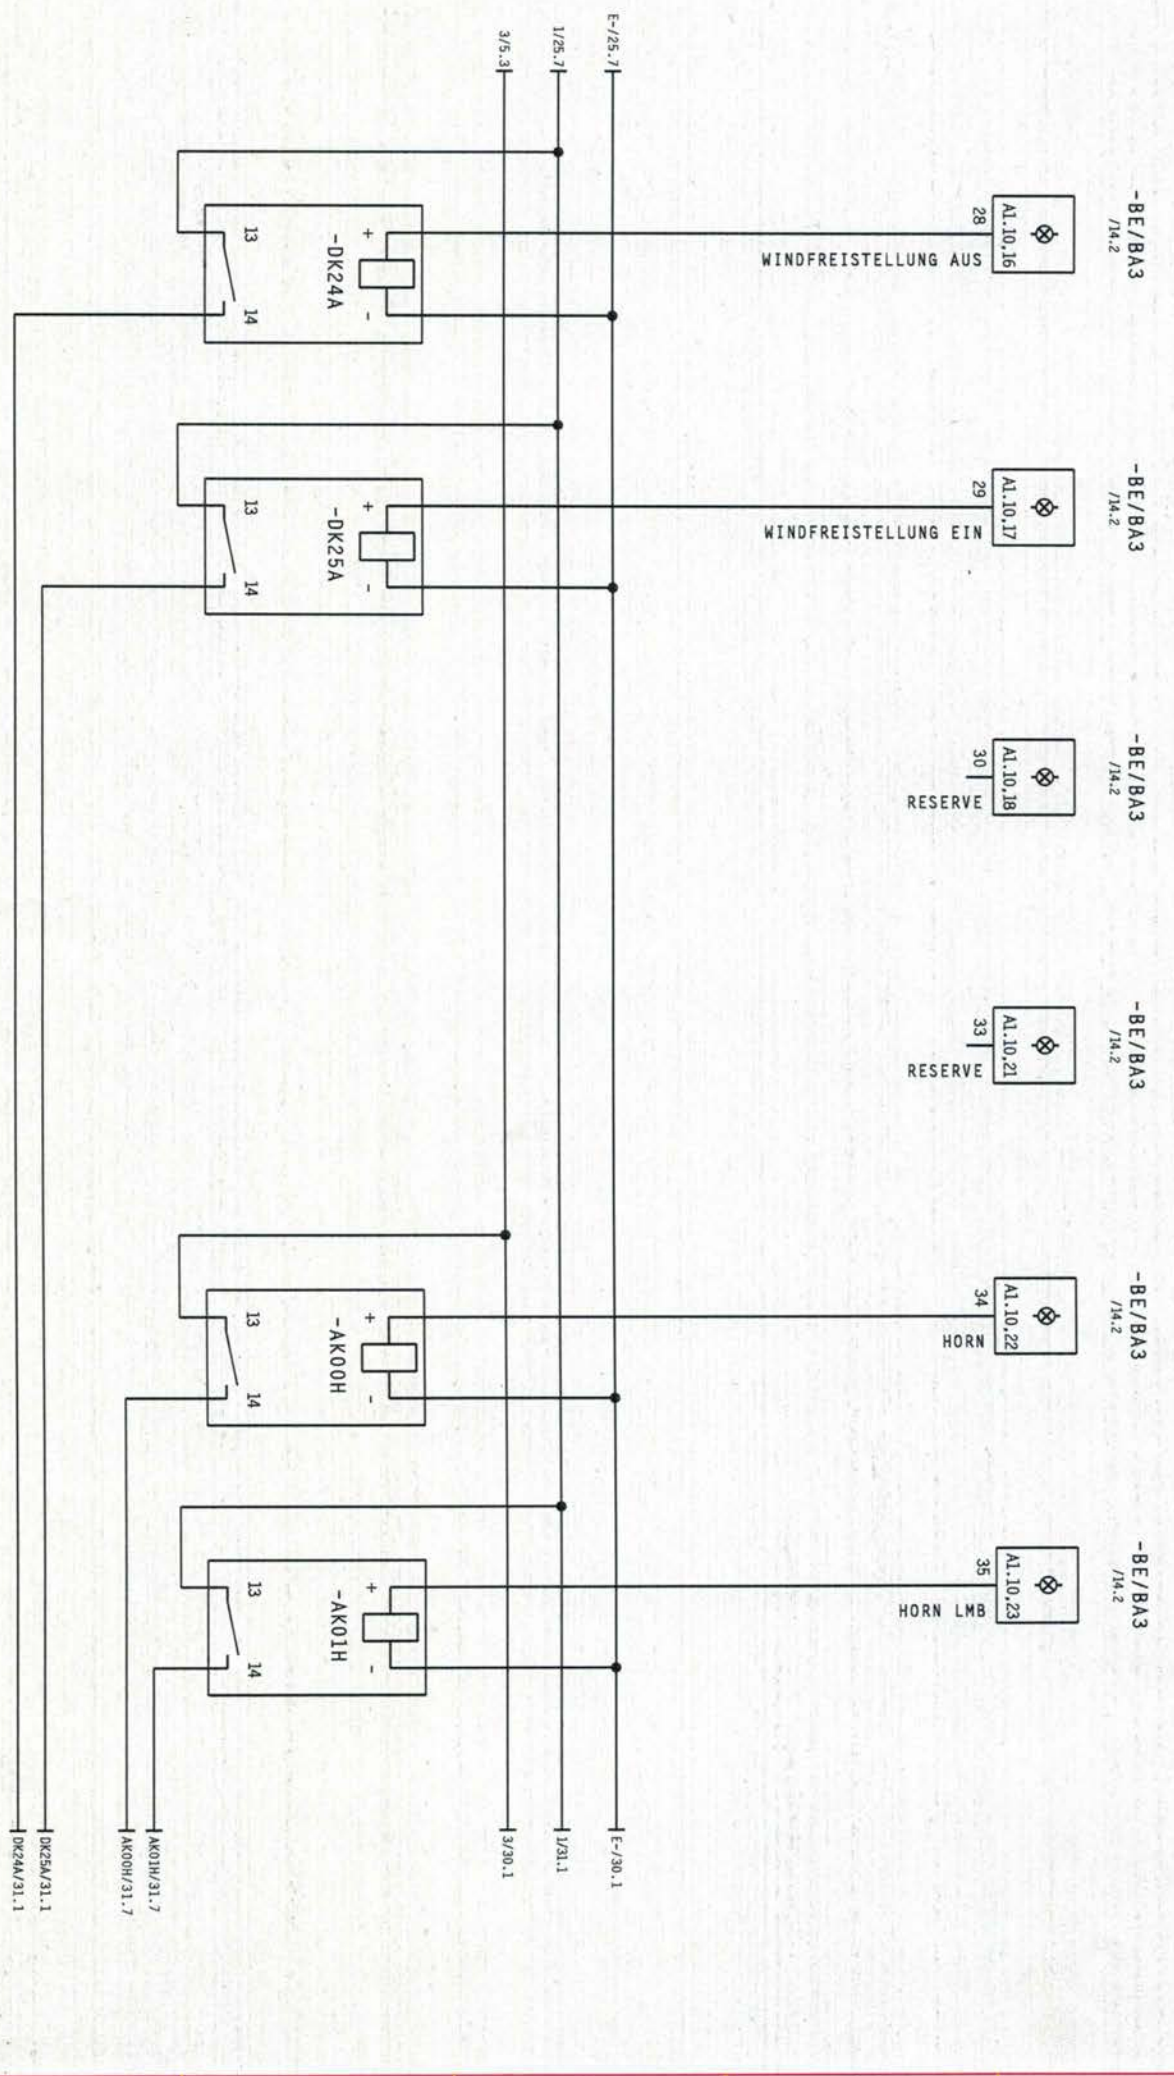 -BE/BA3
/14.2
A1.10,16
28
WINDFREISTELLUNG AUS
-BE/BA3
/14.2
A1.10,17
29
WINDFREISTELLUNG EIN
-BE/BA3
/14.2
A1.10,18
30
RESERVE
-BE/BA3
/14.2
A1.10,21
33
RESERVE
-BE/BA3
/14.2
A1.10,22
34
HORN
-BE/BA3
/14.2
A1.10,23
35
HORN LMB
E-/25.7
E-/30.1
1/25.7
1/31.1
3/5.3
3/30.1
+ -
-DK24A
13 14
+ -
-DK25A
13 14
+ -
-AK00H
13 14
+ -
-AK01H
13 14
AK01H/31.7
AK00H/31.7
DK25A/31.1
DK24A/31.1